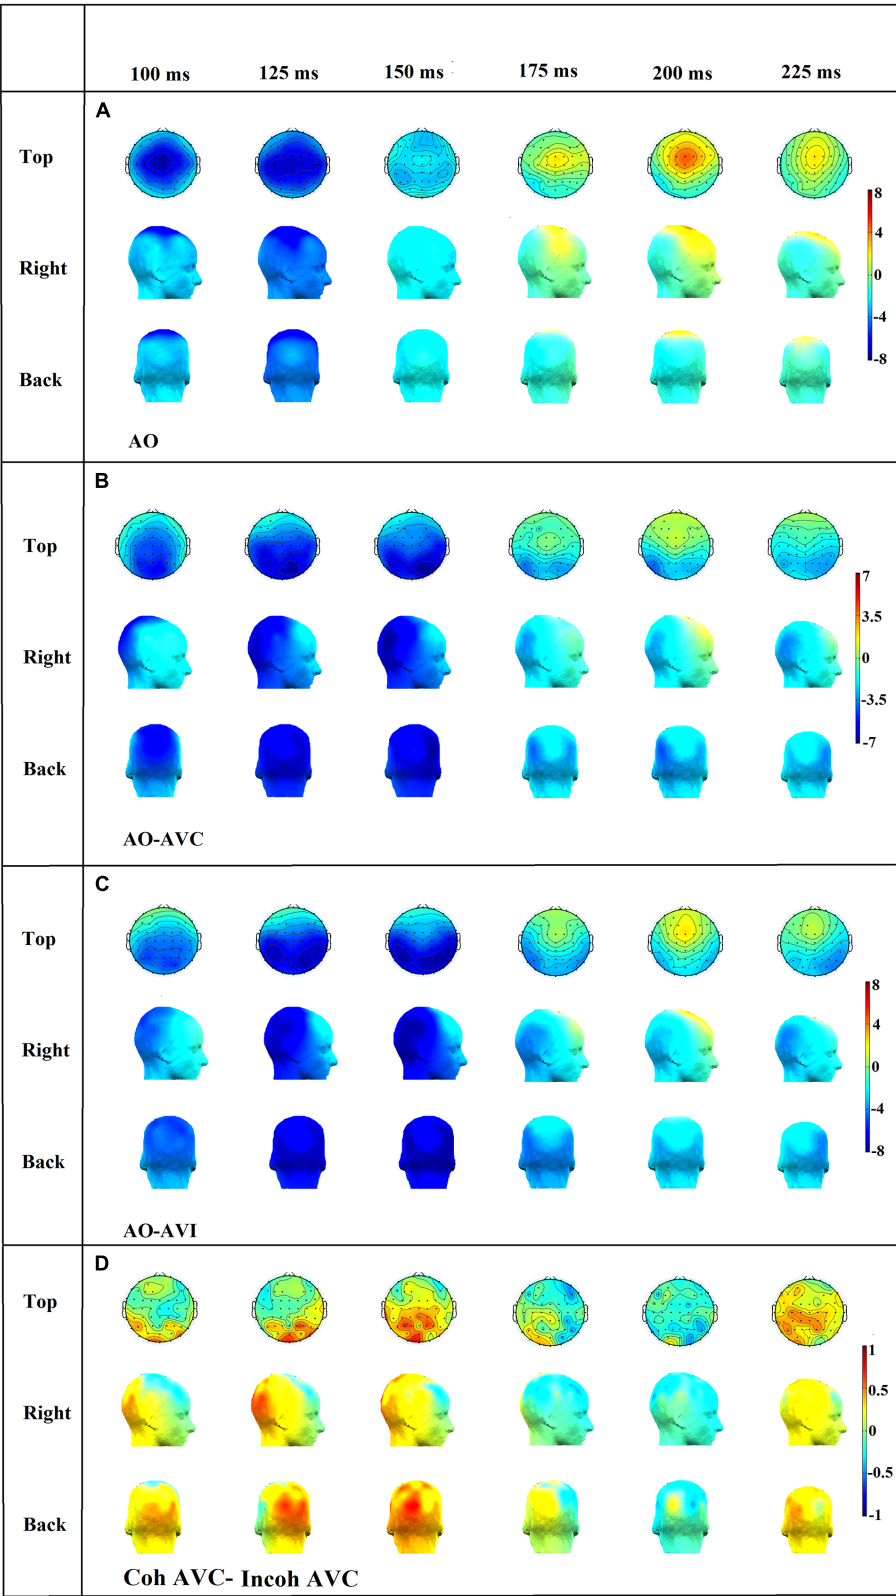 100 ms 125 ms 150 ms 175 ms 200 ms 225 ms
A
Top
8
4
Right
0
-4
-8
Back
AO
B
Top
7
3.5
Right
0
-3.5
-7
Back
AO-AVC
C
Top
8
4
Right
0
-4
-8
Back
AO-AVI
D
Top
1
0.5
Right
0
-0.5
-1
Back
Coh AVC- Incoh AVC